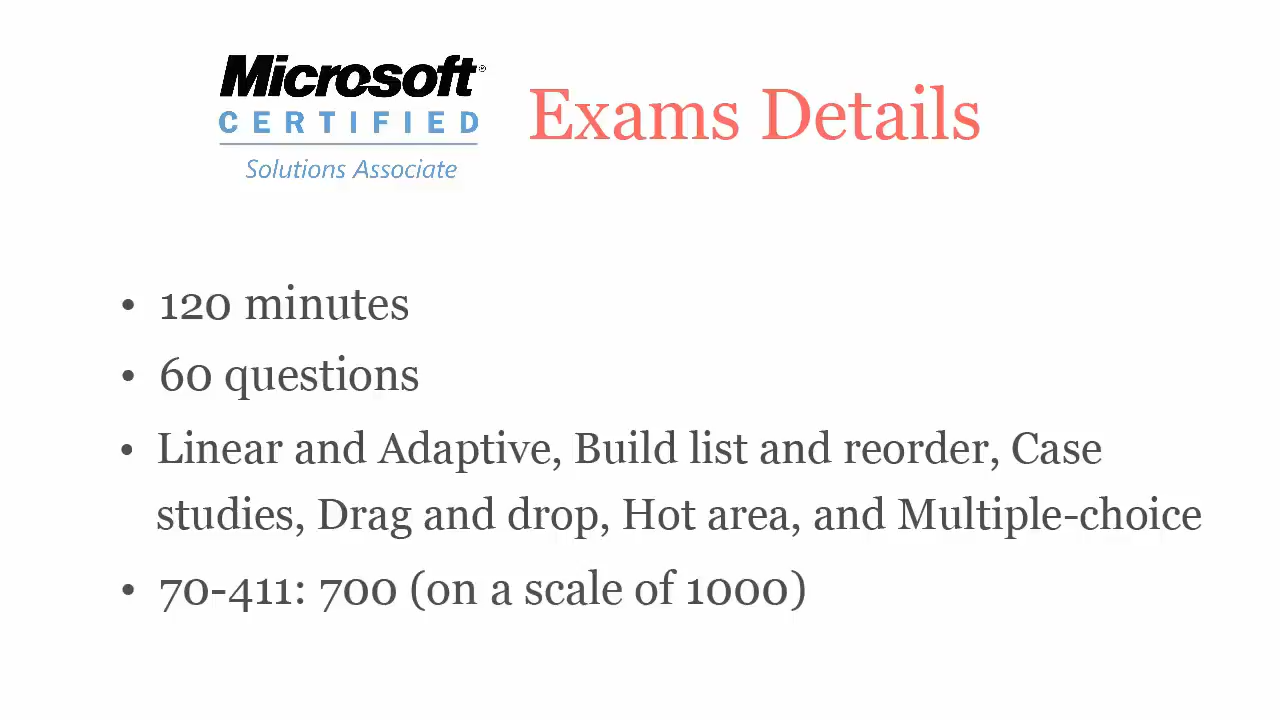 Microsoft®
CERTIFIED
Solutions Associate
Exams Details
• 120 minutes
• 60 questions
• Linear and Adaptive, Build list and reorder, Case
studies, Drag and drop, Hot area, and Multiple-choice
• 70-411: 700 (on a scale of 1000)